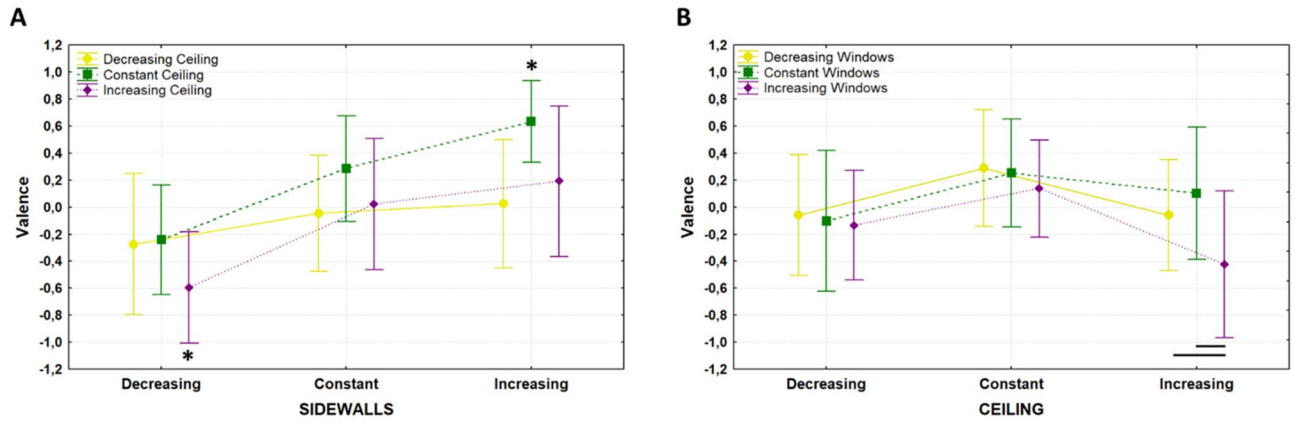 A
Decreasing Ceiling
Constant Ceiling
Increasing Ceiling
Valence
1,2
1,0
0,8
0,6
0,4
0,2
0,0
-0,2
-0,4
-0,6
-0,8
-1,0
-1,2
*
*
Decreasing Constant Increasing
SIDEWALLS
B
Decreasing Windows
Constant Windows
Increasing Windows
Valence
1,2
1,0
0,8
0,6
0,4
0,2
0,0
-0,2
-0,4
-0,6
-0,8
-1,0
-1,2
Decreasing Constant Increasing
CEILING